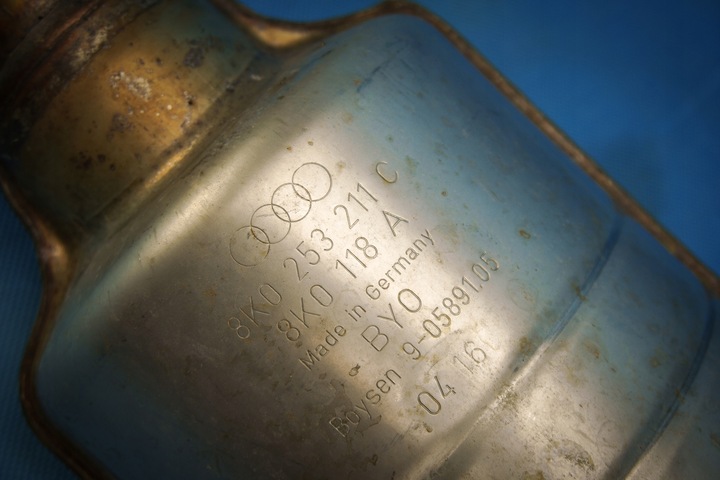 8K0 253 211 C
8K0 118 A
Made in Germany
BYO
Boysen 9-05891.05
04 16